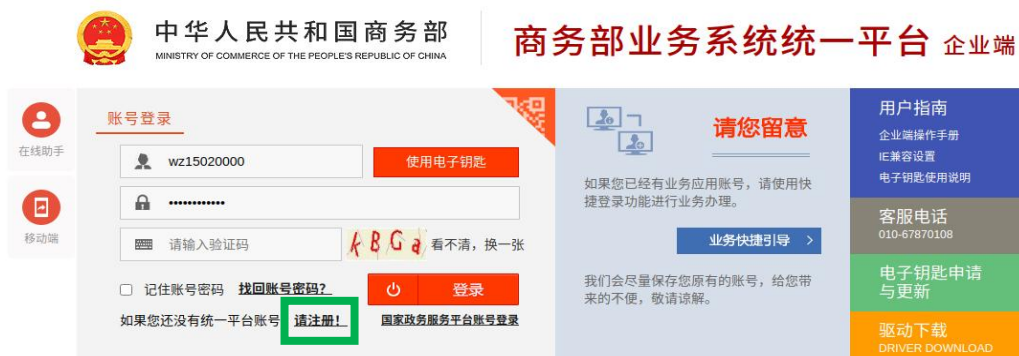 中华人民共和国商务部
MINISTRY OF COMMERCE OF THE PEOPLE'S REPUBLIC OF CHINA
商务部业务系统统一平台 企业端
在线助手
移动端
账号登录
wz15020000
使用电子钥匙
••••••••••••
请输入验证码
kBGa
看不清，换一张
记住账号密码 找回账号密码?
登录
如果您还没有统一平台账号 请注册!
国家政务服务平台账号登录
请您留意
如果您已经有业务应用账号，请使用快
捷登录功能进行业务办理。
业务快捷引导 >
我们会尽量保存您原有的账号，给您带
来的不便，敬请谅解。
用户指南
企业端操作手册
IE兼容设置
电子钥匙使用说明
客服电话
010-67870108
电子钥匙申请
与更新
驱动下载
DRIVER DOWNLOAD